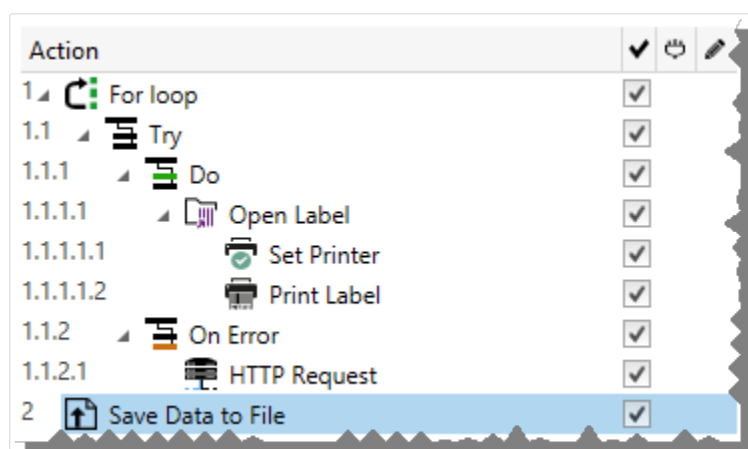 Action
1 For loop
1.1 Try
1.1.1 Do
1.1.1.1 Open Label
1.1.1.1.1 Set Printer
1.1.1.1.2 Print Label
1.1.2 On Error
1.1.2.1 HTTP Request
2 Save Data to File